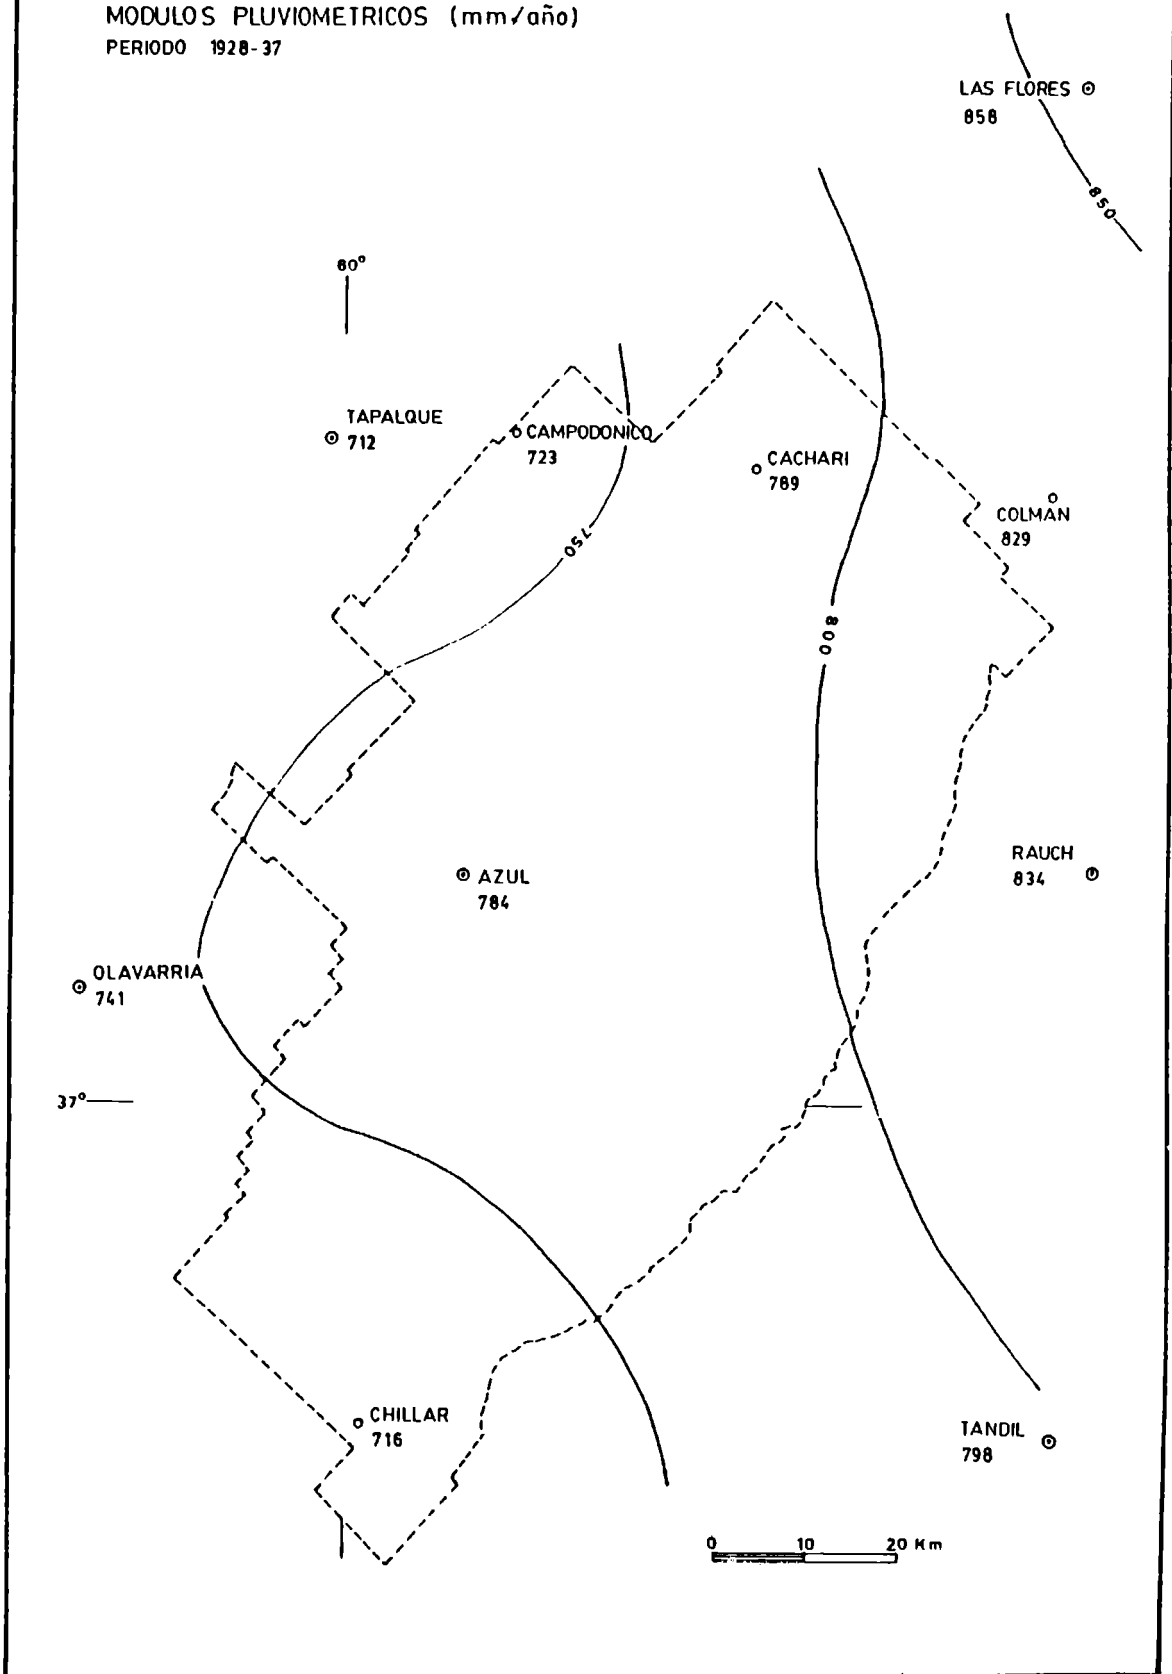 MODULOS PLUVIOMETRICOS (mm/año)
PERIODO 1928-37
LAS FLORES
858
850
60°
TAPALQUE
712
CAMPODONICO
723
CACHARI
789
COLMAN
829
750
800
RAUCH
834
AZUL
784
OLAVARRIA
741
37°
CHILLAR
716
TANDIL
798
0 10 20 Km